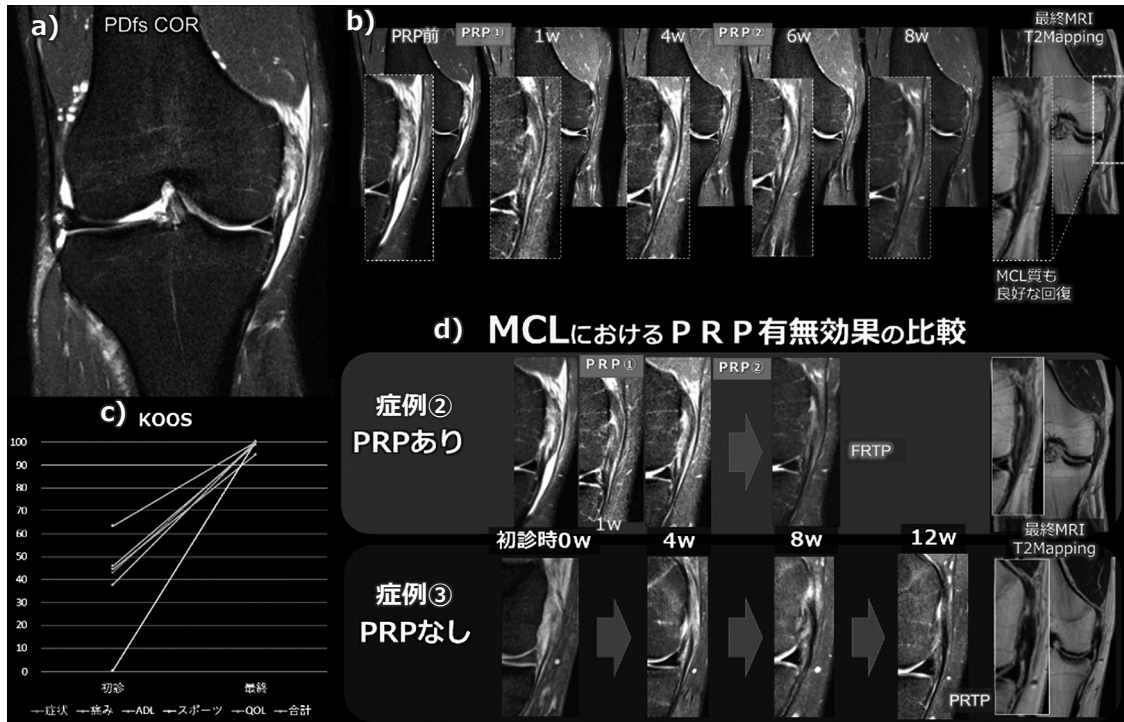 a)
PDfs COR
b)
PRP前
PRP①
1w
4w
PRP②
6w
8w
最終MRI
T2Mapping
MCL質も
良好な回復
c)
KOOS
100
90
80
70
60
50
40
30
20
10
0
初診
最終
症状
痛み
ADL
スポーツ
QOL
合計
d)
MCLにおけるPRP有無効果の比較
症例②
PRPあり
PRP①
PRP②
FRTP
1w
初診時0w
4w
8w
12w
最終MRI
T2Mapping
症例③
PRPなし
PRTP